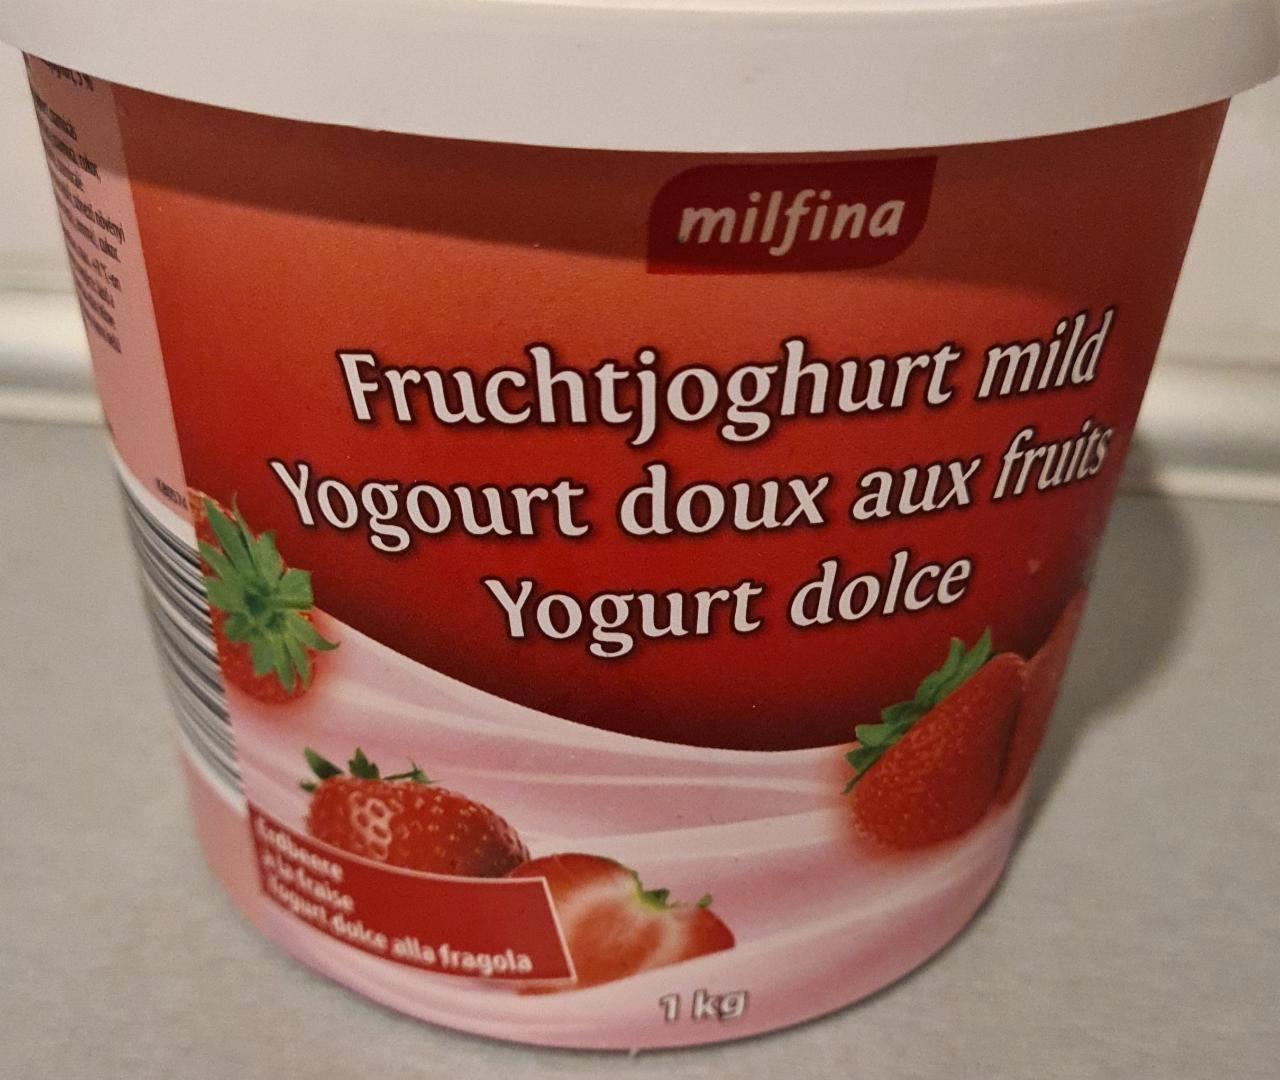 milfina
Fruchtjoghurt mild
Yogourt doux aux fruits
Yogurt dolce
Erdbeere
à la fraise
Yogurt dolce alla fragola
1 kg